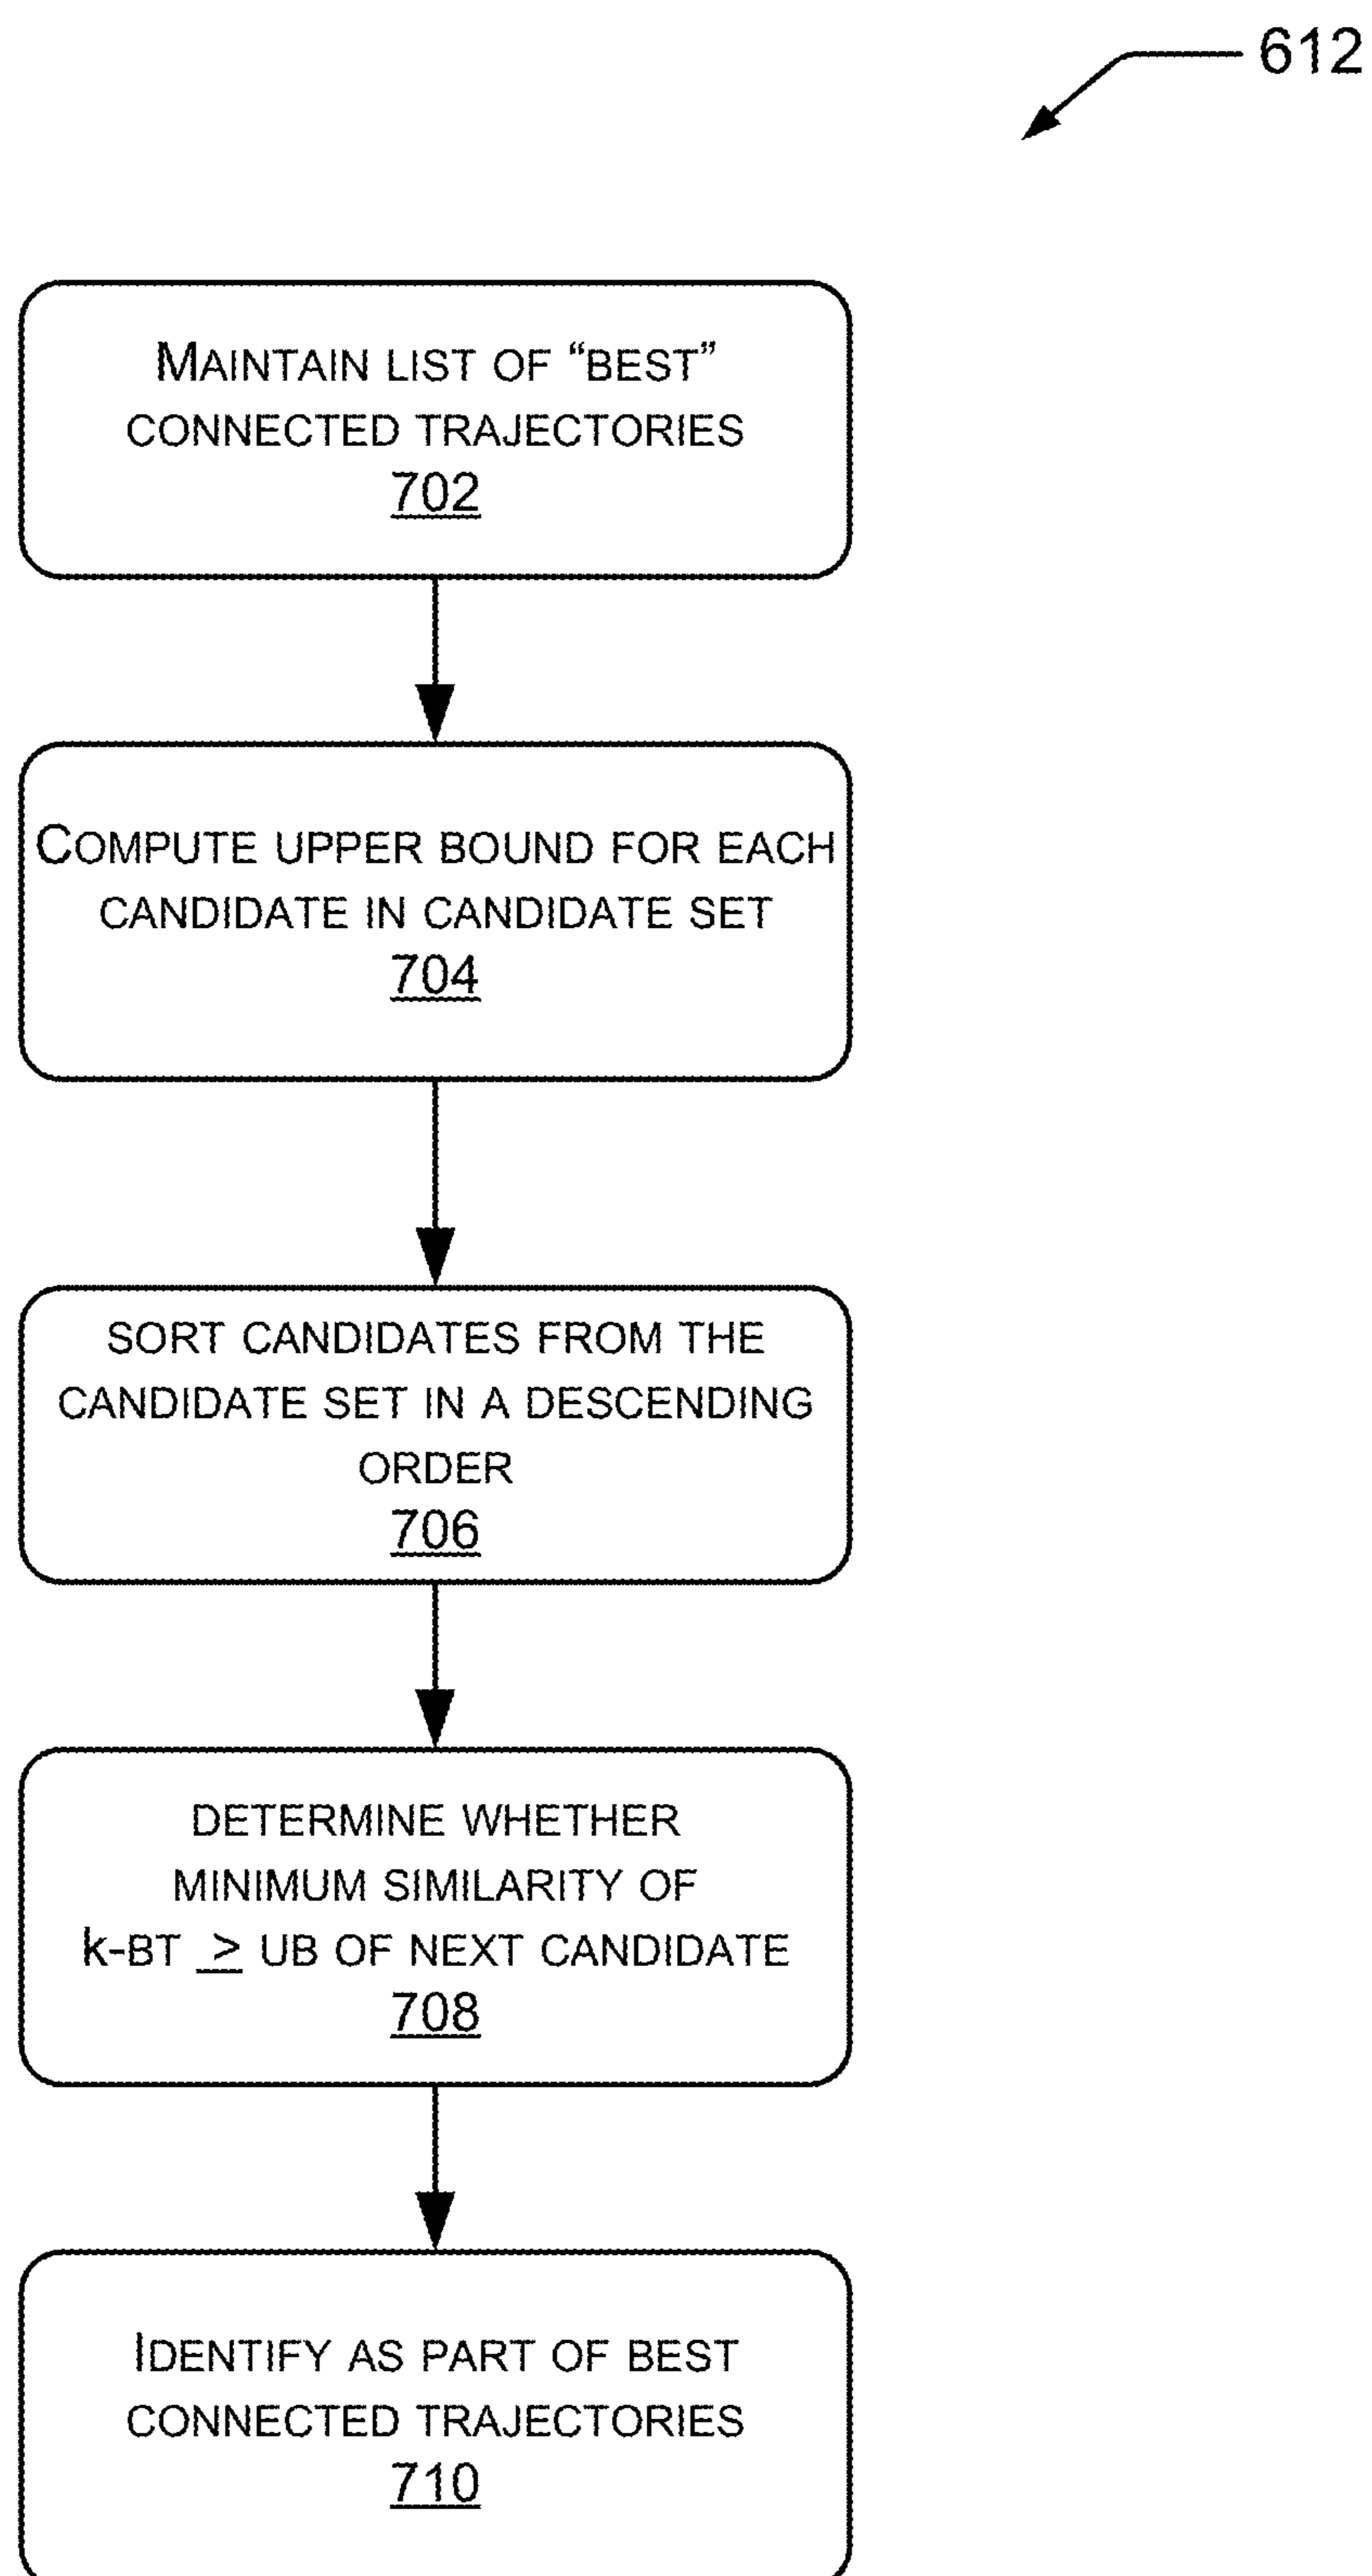 612
MAINTAIN LIST OF “BEST”
CONNECTED TRAJECTORIES
702
COMPUTE UPPER BOUND FOR EACH
CANDIDATE IN CANDIDATE SET
704
SORT CANDIDATES FROM THE
CANDIDATE SET IN A DESCENDING
ORDER
706
DETERMINE WHETHER
MINIMUM SIMILARITY OF
k-BT ≥ UB OF NEXT CANDIDATE
708
IDENTIFY AS PART OF BEST
CONNECTED TRAJECTORIES
710